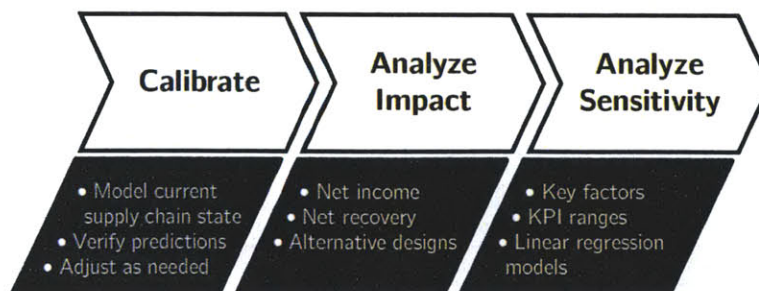 Calibrate
• Model current
supply chain state
• Verify predictions
• Adjust as needed
Analyze
Impact
• Net income
• Net recovery
• Alternative designs
Analyze
Sensitivity
• Key factors
• KPI ranges
• Linear regression
models